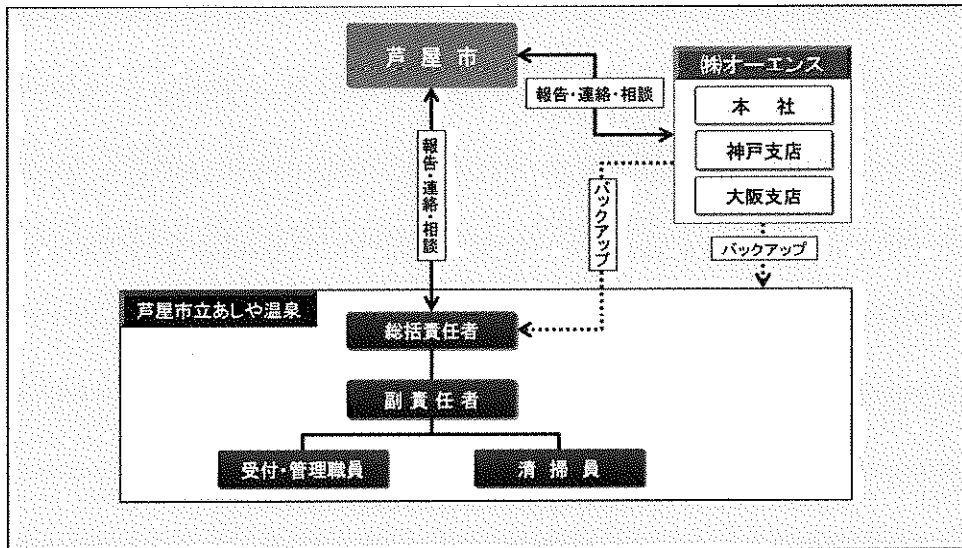 芦屋市
㈱オーエンス
報告・連絡・相談
本社
神戸支店
大阪支店
報告・連絡・相談
バックアップ
バックアップ
芦屋市立あしや温泉
総括責任者
副責任者
受付・管理職員
清掃員